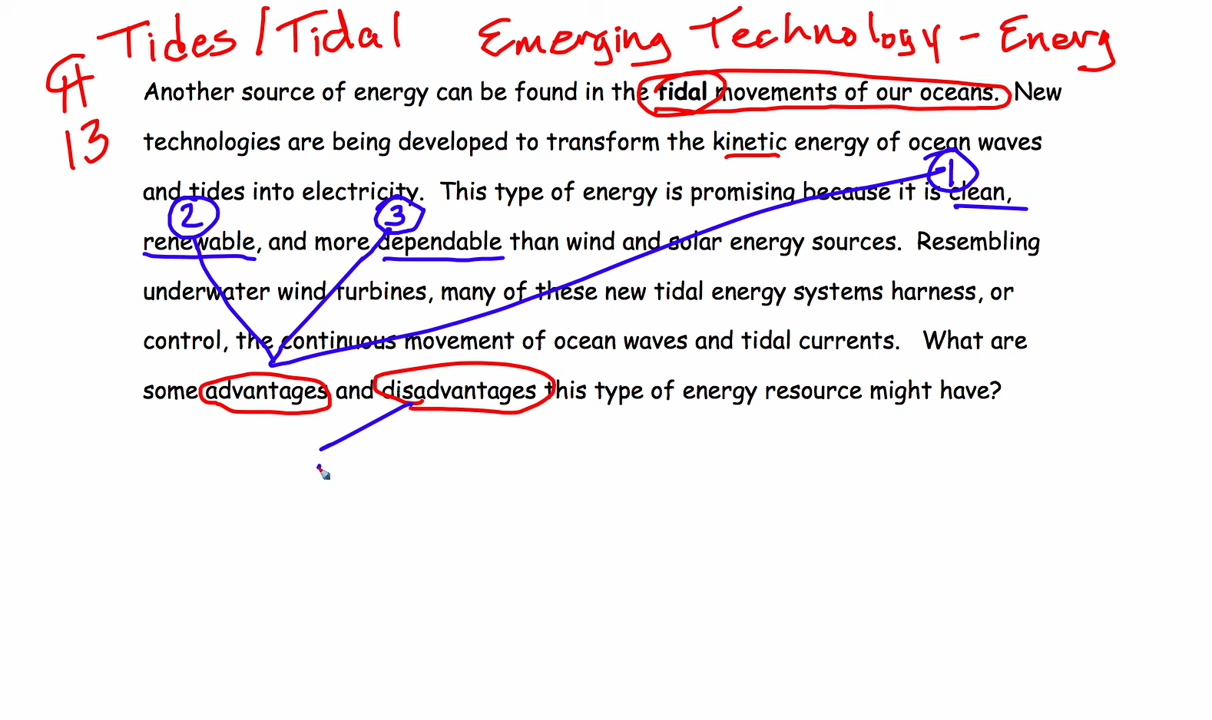 Tides / Tidal Emerging Technology - Energ
¶ Another source of energy can be found in the tidal movements of our oceans. New
13 technologies are being developed to transform the kinetic energy of ocean waves
and tides into electricity. This type of energy is promising because it is clean,
renewable, and more dependable than wind and solar energy sources. Resembling
underwater wind turbines, many of these new tidal energy systems harness, or
control, the continuous movement of ocean waves and tidal currents. What are
some advantages and disadvantages this type of energy resource might have?
1
2 3